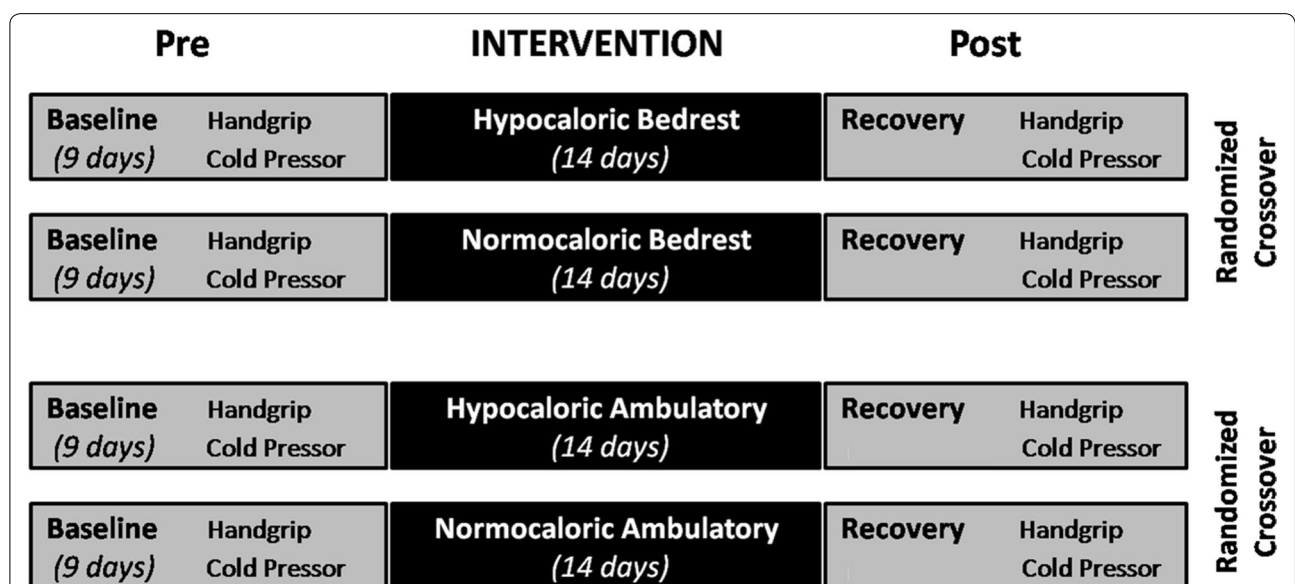 Pre INTERVENTION Post
Baseline Handgrip Hypocaloric Bedrest Recovery Handgrip
(9 days) Cold Pressor (14 days) Cold Pressor
Baseline Handgrip Normocaloric Bedrest Recovery Handgrip
(9 days) Cold Pressor (14 days) Cold Pressor
Randomized
Crossover
Baseline Handgrip Hypocaloric Ambulatory Recovery Handgrip
(9 days) Cold Pressor (14 days) Cold Pressor
Baseline Handgrip Normocaloric Ambulatory Recovery Handgrip
(9 days) Cold Pressor (14 days) Cold Pressor
Randomized
Crossover